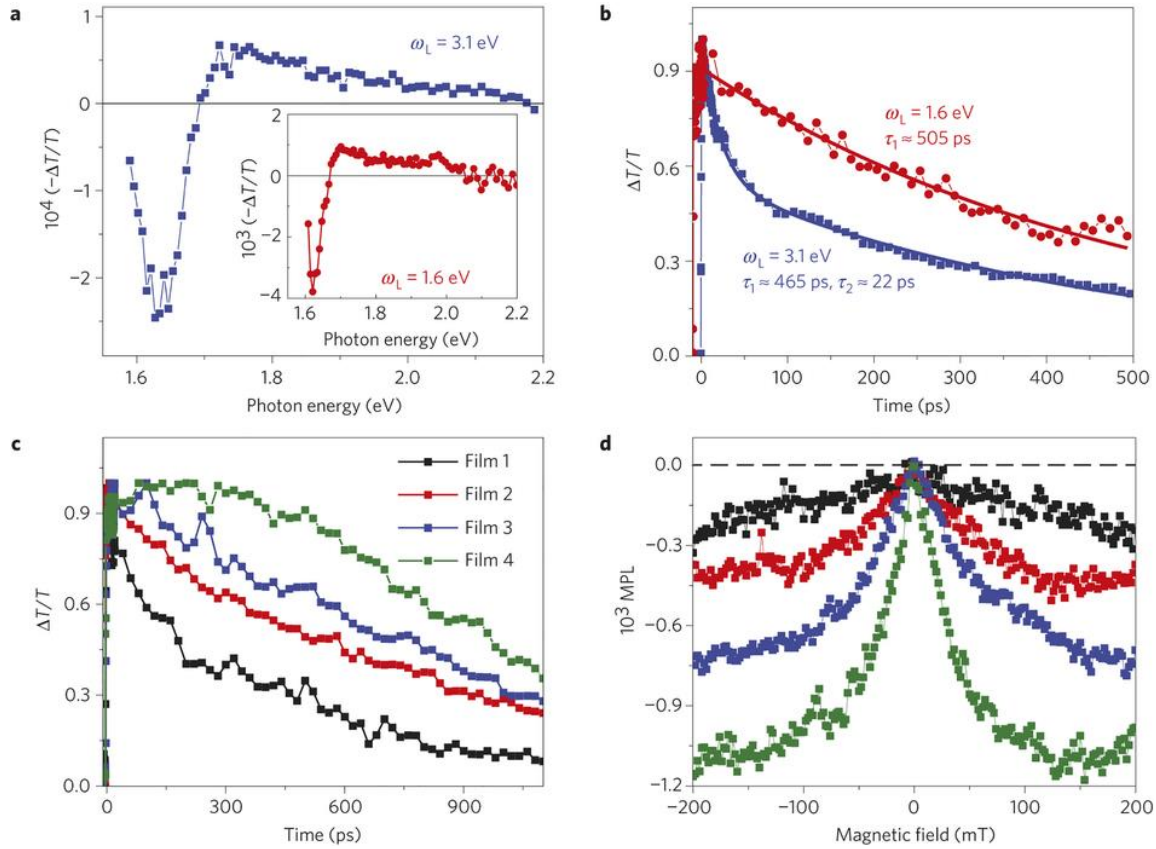 a
1
0
−1
−2
10⁴ (−ΔT/T)
ω_L = 3.1 eV
1.6
1.8
2.0
2.2
Photon energy (eV)
2
0
−2
−4
10³ (−ΔT/T)
ω_L = 1.6 eV
1.6
1.8
2.0
2.2
Photon energy (eV)
b
0.9
0.6
0.3
0.0
ΔT/T
ω_L = 1.6 eV
τ₁ ≈ 505 ps
ω_L = 3.1 eV
τ₁ ≈ 465 ps, τ₂ ≈ 22 ps
0
100
200
300
400
500
Time (ps)
c
0.9
0.6
0.3
0.0
ΔT/T
Film 1
Film 2
Film 3
Film 4
0
300
600
900
Time (ps)
d
0.0
−0.3
−0.6
−0.9
−1.2
10³ MPL
−200
−100
0
100
200
Magnetic field (mT)